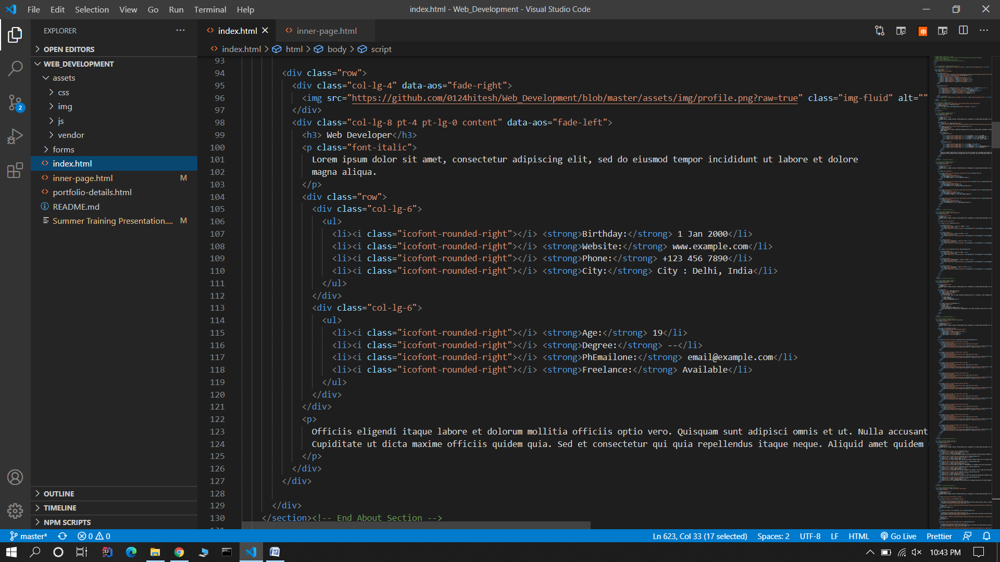 File Edit Selection View Go Run Terminal Help
index.html - Web_Development - Visual Studio Code
EXPLORER
OPEN EDITORS
WEB_DEVELOPMENT
assets
css
img
js
vendor
forms
index.html
inner-page.html M
portfolio-details.html
README.md
Summer Training Presentation.... M
OUTLINE
TIMELINE
NPM SCRIPTS
index.html
inner-page.html
index.html > html > body > script
93
94 <div class="row">
95 <div class="col-lg-4" data-aos="fade-right">
96 <img src="https://github.com/0124hitesh/Web_Development/blob/master/assets/img/profile.png?raw=true" class="img-fluid" alt=""
97 </div>
98 <div class="col-lg-8 pt-4 pt-lg-0 content" data-aos="fade-left">
99 <h3> Web Developer</h3>
100 <p class="font-italic">
101 Lorem ipsum dolor sit amet, consectetur adipiscing elit, sed do eiusmod tempor incididunt ut labore et dolore
102 magna aliqua.
103 </p>
104 <div class="row">
105 <div class="col-lg-6">
106 <ul>
107 <li><i class="icofont-rounded-right"></i> <strong>Birthday:</strong> 1 Jan 2000</li>
108 <li><i class="icofont-rounded-right"></i> <strong>Website:</strong> www.example.com</li>
109 <li><i class="icofont-rounded-right"></i> <strong>Phone:</strong> +123 456 7890</li>
110 <li><i class="icofont-rounded-right"></i> <strong>City:</strong> City : Delhi, India</li>
111 </ul>
112 </div>
113 <div class="col-lg-6">
114 <ul>
115 <li><i class="icofont-rounded-right"></i> <strong>Age:</strong> 19</li>
116 <li><i class="icofont-rounded-right"></i> <strong>Degree:</strong> --</li>
117 <li><i class="icofont-rounded-right"></i> <strong>PhEmailone:</strong> email@example.com</li>
118 <li><i class="icofont-rounded-right"></i> <strong>Freelance:</strong> Available</li>
119 </ul>
120 </div>
121 </div>
122 <p>
123 Officiis eligendi itaque labore et dolorum mollitia officiis optio vero. Quisquam sunt adipisci omnis et ut. Nulla accusant
124 Cupiditate ut dicta maxime officiis quidem quia. Sed et consectetur qui quia repellendus itaque neque. Aliquid amet quidem
125 </p>
126 </div>
127 </div>
128
129 </div>
130 </section><!-- End About Section -->
master* 0 0 Ln 623, Col 33 (17 selected) Spaces: 2 UTF-8 LF HTML Go Live Prettier
10:43 PM